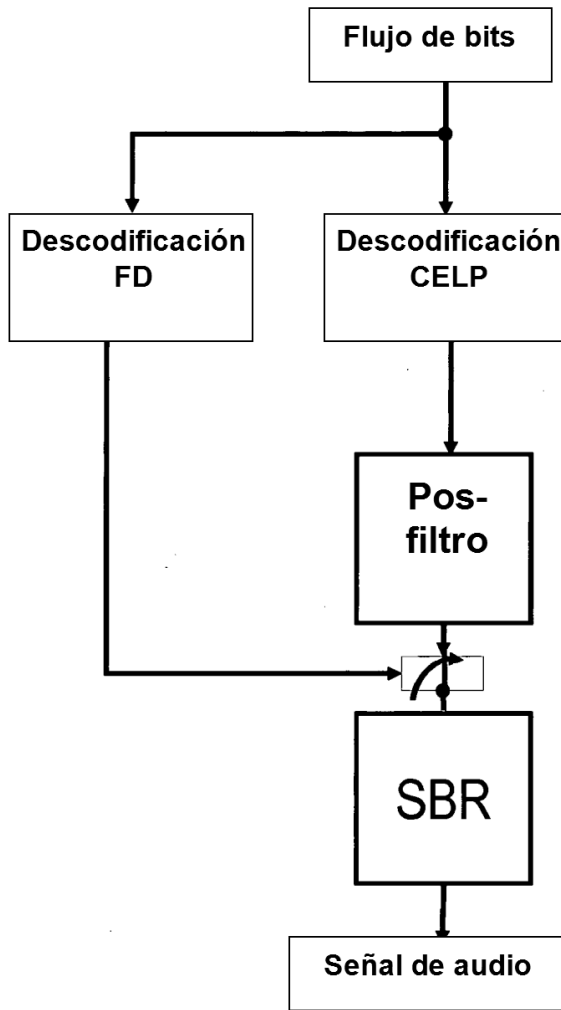 Flujo de bits
Descodificación
FD
Descodificación
CELP
Pos-
filtro
SBR
Señal de audio